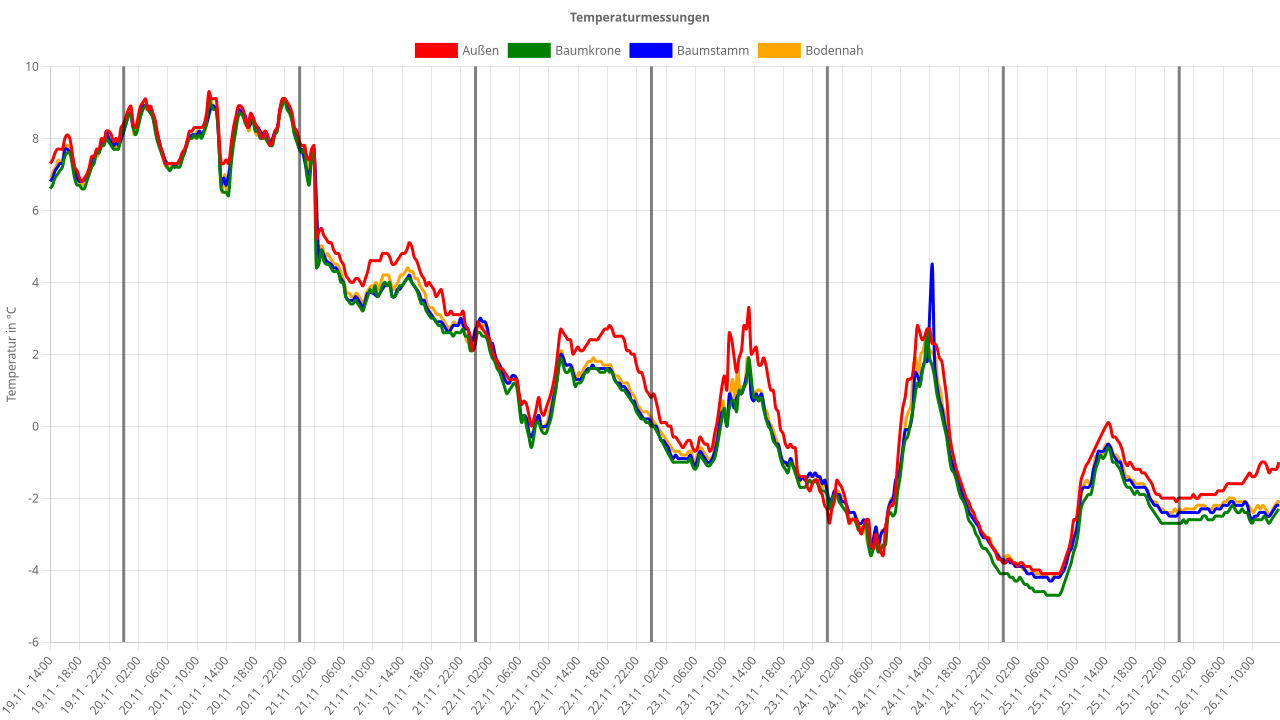 Temperaturmessungen
Außen Baumkrone Baumstamm Bodennah
Temperatur in °C
10
8
6
4
2
0
-2
-4
-6
19.11 - 14:00
19.11 - 18:00
19.11 - 22:00
20.11 - 02:00
20.11 - 06:00
20.11 - 10:00
20.11 - 14:00
20.11 - 18:00
20.11 - 22:00
21.11 - 02:00
21.11 - 06:00
21.11 - 10:00
21.11 - 14:00
21.11 - 18:00
21.11 - 22:00
22.11 - 02:00
22.11 - 06:00
22.11 - 10:00
22.11 - 14:00
22.11 - 18:00
22.11 - 22:00
23.11 - 02:00
23.11 - 06:00
23.11 - 10:00
23.11 - 14:00
23.11 - 18:00
23.11 - 22:00
24.11 - 02:00
24.11 - 06:00
24.11 - 10:00
24.11 - 14:00
24.11 - 18:00
24.11 - 22:00
25.11 - 02:00
25.11 - 06:00
25.11 - 10:00
25.11 - 14:00
25.11 - 18:00
25.11 - 22:00
26.11 - 02:00
26.11 - 06:00
26.11 - 10:00